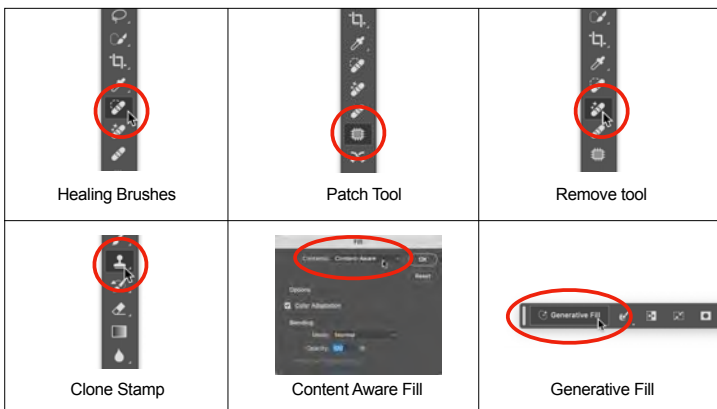 Healing Brushes
Patch Tool
Remove tool
Fill
Contents: Content-Aware
OK
Reset
Options
Color Adaptation
Blending
Mode: Normal
Opacity: 100 %
Generative Fill
Clone Stamp
Content Aware Fill
Generative Fill